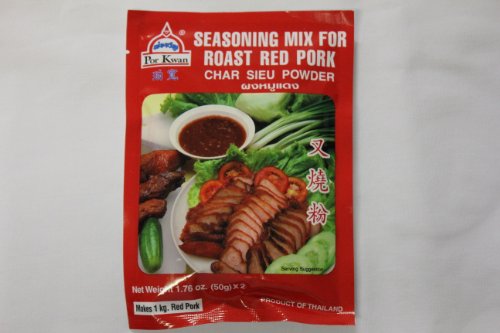 Por Kwan
®
SEASONING MIX FOR
ROAST RED PORK
CHAR SIEU POWDER
ผงหมูแดง
叉燒粉
Serving Suggestion
Net Weight 1.76 oz. (50g) x 2
Makes 1 kg. Red Pork
PRODUCT OF THAILAND